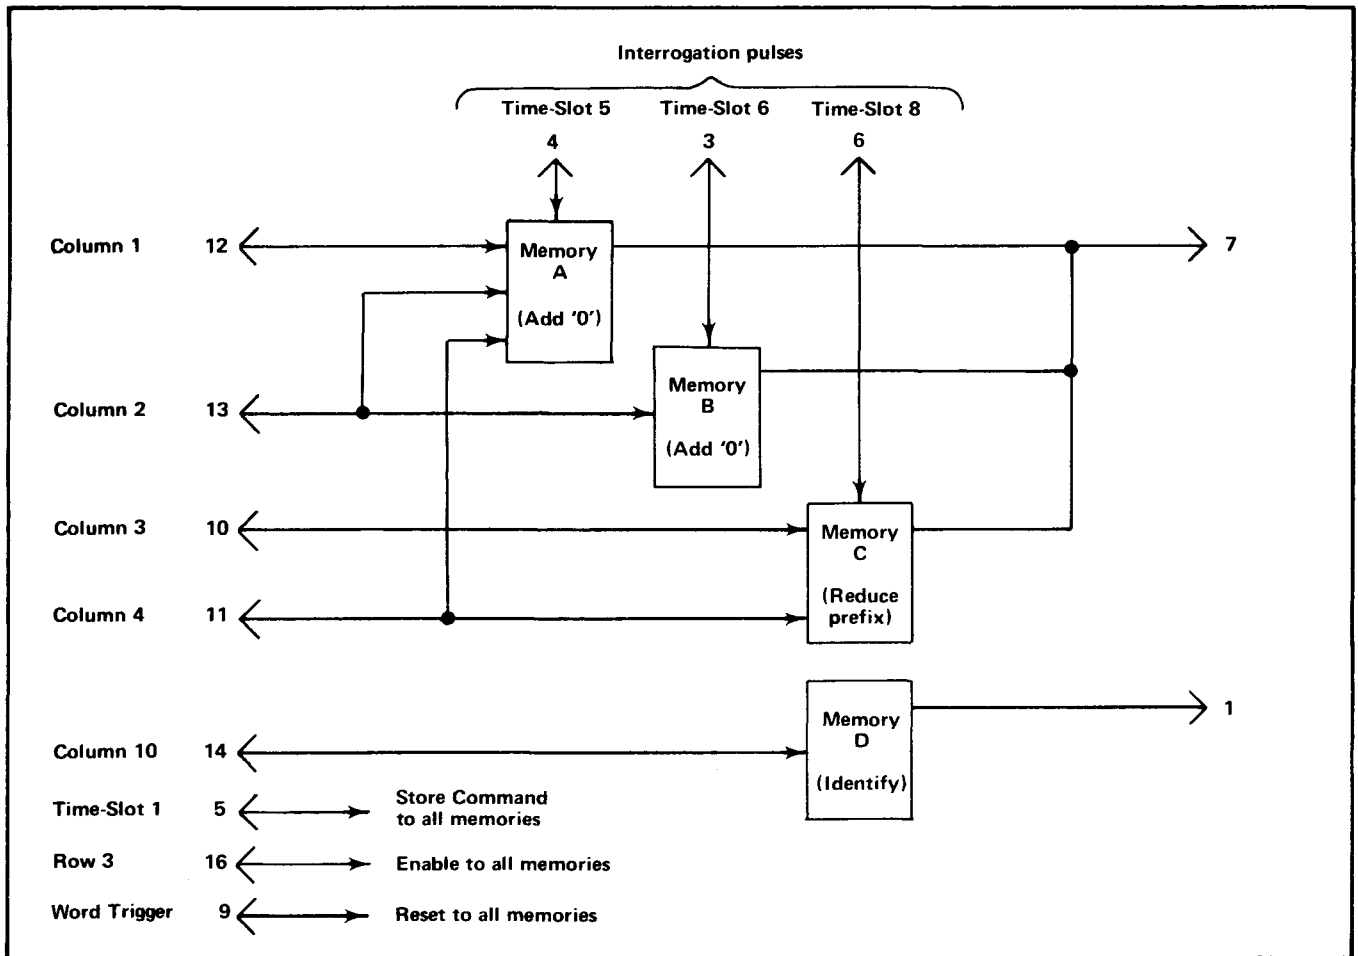 Interrogation pulses
Time-Slot 5
Time-Slot 6
Time-Slot 8
4
3
6
Column 1 12
Memory
A
(Add '0')
7
Column 2 13
Memory
B
(Add '0')
Column 3 10
Memory
C
(Reduce
prefix)
Column 4 11
Memory
D
(Identify)
1
Column 10 14
Time-Slot 1 5
Store Command
to all memories
Row 3 16
Enable to all memories
Word Trigger 9
Reset to all memories